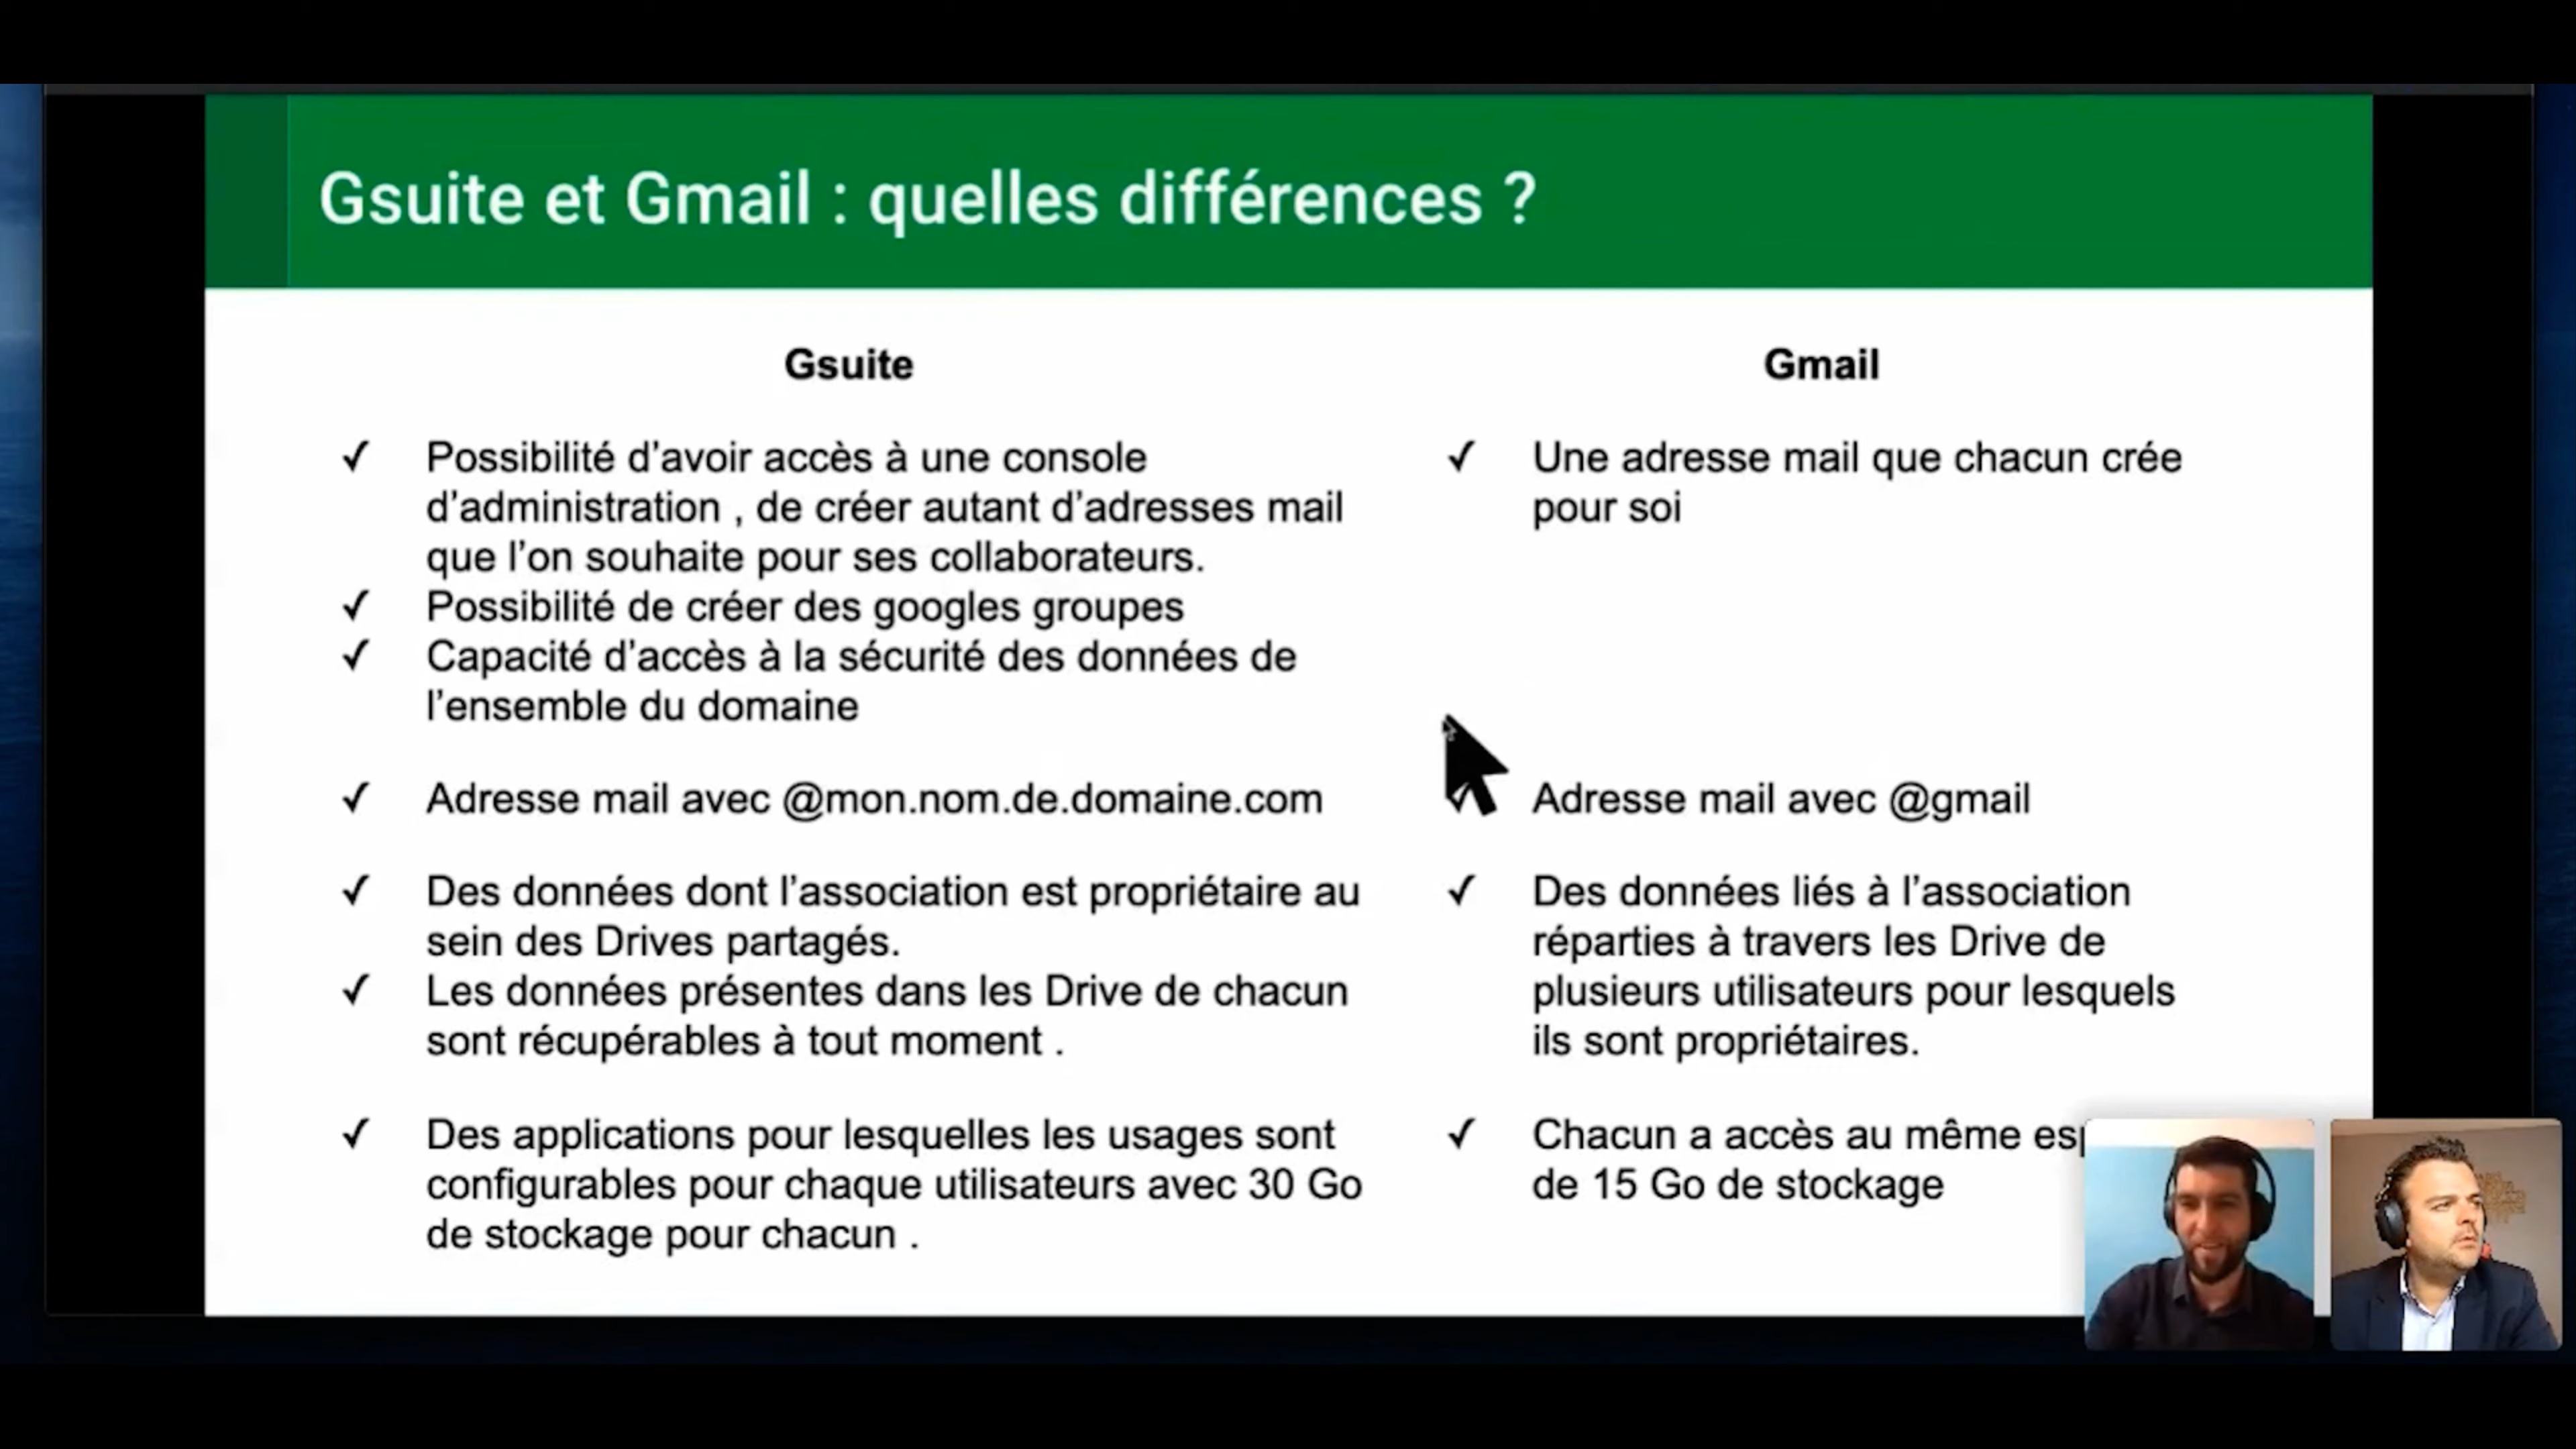 Gsuite et Gmail : quelles différences ?
Gsuite
✓ Possibilité d’avoir accès à une console
d’administration , de créer autant d’adresses mail
que l’on souhaite pour ses collaborateurs.
✓ Possibilité de créer des googles groupes
✓ Capacité d’accès à la sécurité des données de
l’ensemble du domaine
✓ Adresse mail avec @mon.nom.de.domaine.com
✓ Des données dont l’association est propriétaire au
sein des Drives partagés.
✓ Les données présentes dans les Drive de chacun
sont récupérables à tout moment .
✓ Des applications pour lesquelles les usages sont
configurables pour chaque utilisateurs avec 30 Go
de stockage pour chacun .
Gmail
✓ Une adresse mail que chacun crée
pour soi
✓ Adresse mail avec @gmail
✓ Des données liés à l’association
réparties à travers les Drive de
plusieurs utilisateurs pour lesquels
ils sont propriétaires.
✓ Chacun a accès au même
de 15 Go de stockage